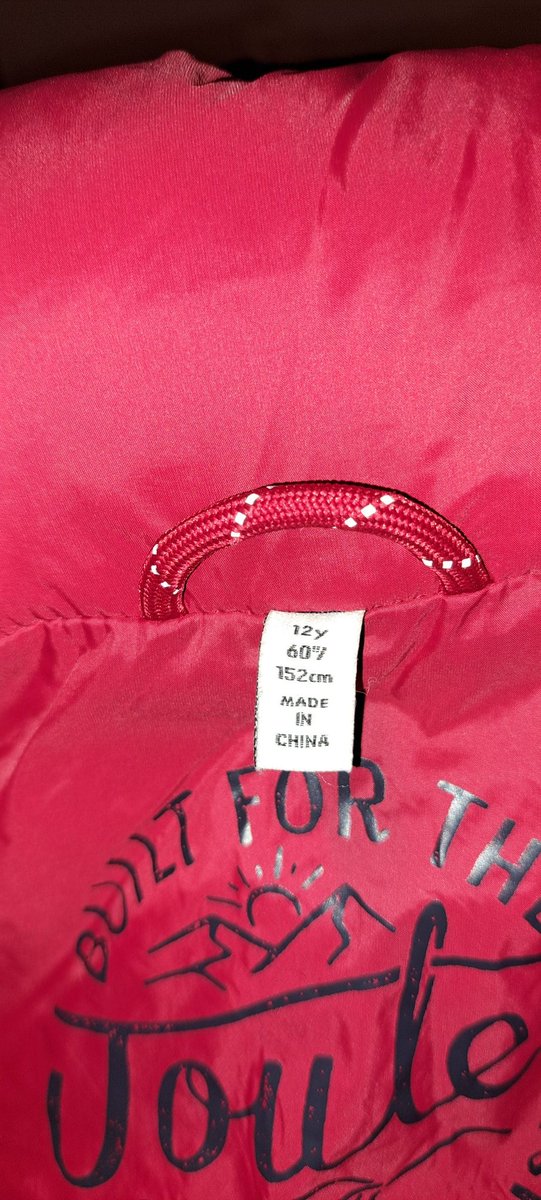 12y
60"/
152cm
MADE
IN
CHINA
BUILT FOR THE
Joule